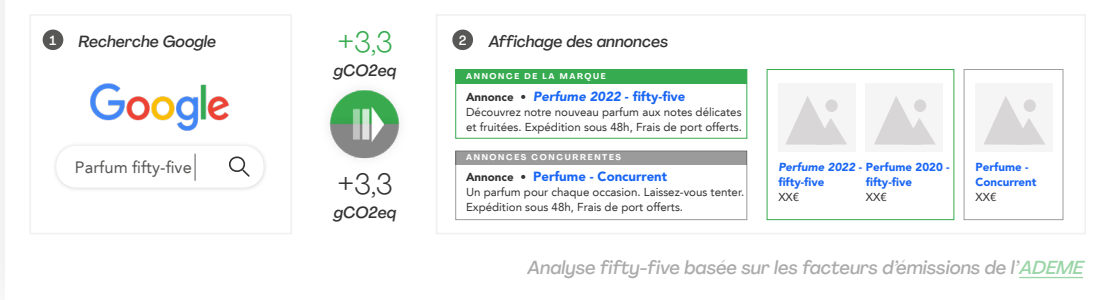 1 Recherche Google
Google
Parfum fifty-five
+3,3
gCO2eq
+3,3
gCO2eq
2 Affichage des annonces
ANNONCE DE LA MARQUE
Annonce • Perfume 2022 - fifty-five
Découvrez notre nouveau parfum aux notes délicates
et fruitées. Expédition sous 48h, Frais de port offerts.
ANNONCES CONCURRENTES
Annonce • Perfume - Concurrent
Un parfum pour chaque occasion. Laissez-vous tenter.
Expédition sous 48h, Frais de port offerts.
Perfume 2022 -
fifty-five
XX€
Perfume 2020 -
fifty-five
XX€
Perfume -
Concurrent
XX€
Analyse fifty-five basée sur les facteurs d'émissions de l'ADEME